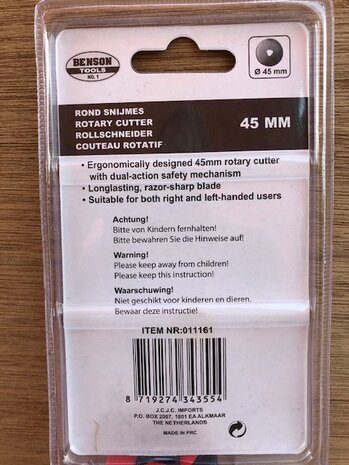 BENSON
TOOLS
NO. 1
Ø 45 mm
ROND SNIJMES
ROTARY CUTTER
ROLLSCHNEIDER
COUTEAU ROTATIF
45 MM
• Ergonomically designed 45mm rotary cutter
with dual-action safety mechanism
• Longlasting, razor-sharp blade
• Suitable for both right and left-handed users
Achtung!
Bitte von Kindern fernhalten!
Bitte bewahren Sie die Hinweise auf!
Warning!
Please keep away from children!
Please keep this instruction!
Waarschuwing!
Niet geschikt voor kinderen en dieren.
Bewaar deze instructie!
ITEM NR:011161
8 719274 343554
J.C.J.C. IMPORTS
P.O. BOX 2007, 1801 EA ALKMAAR
THE NETHERLANDS
MADE IN PRC